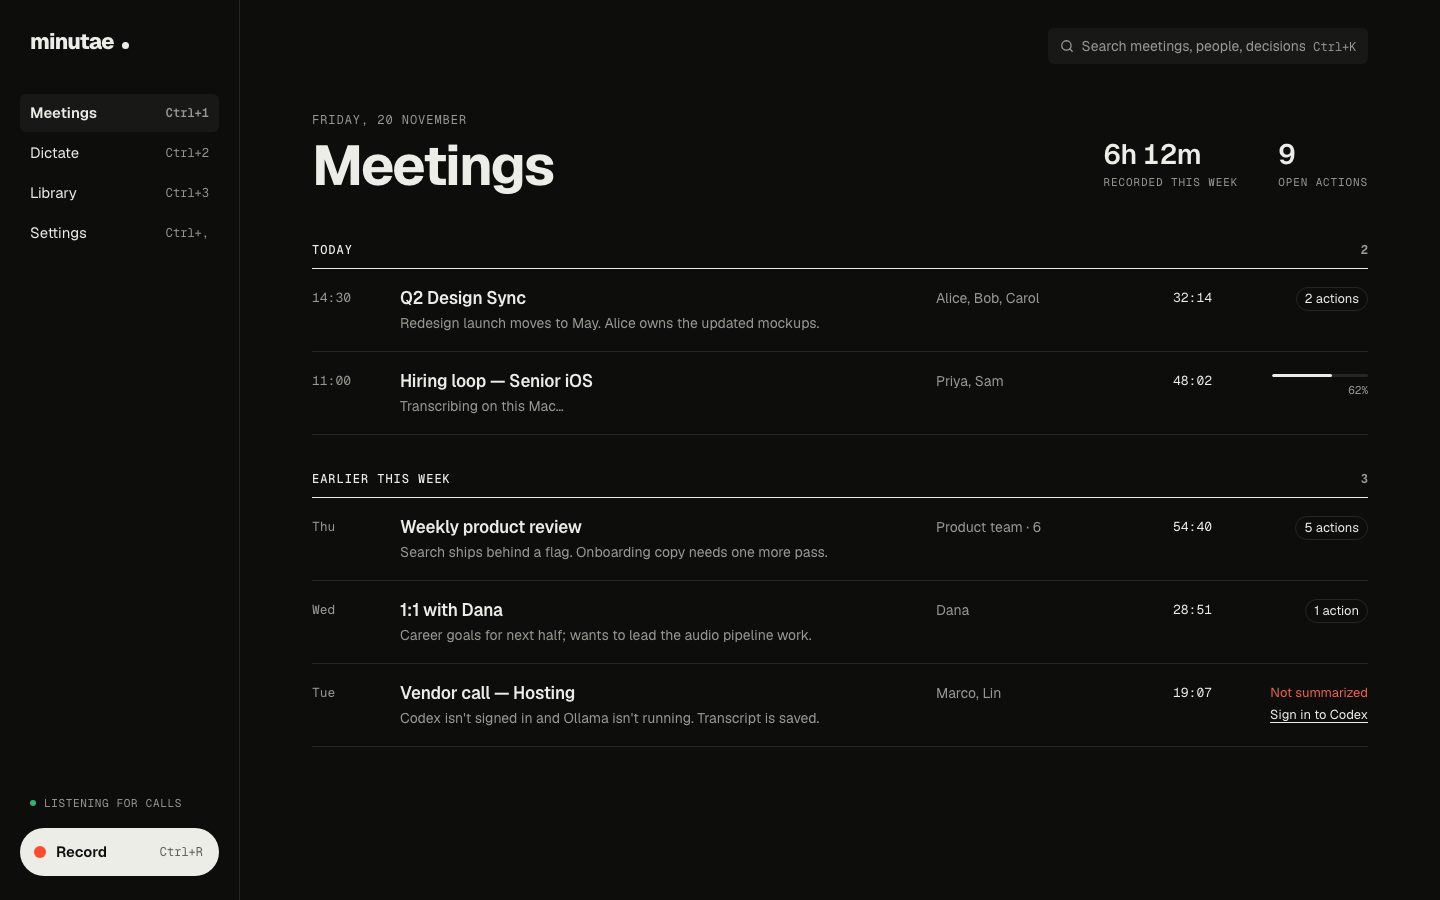 minutae
Meetings Ctrl+1
Dictate Ctrl+2
Library Ctrl+3
Settings Ctrl+,
LISTENING FOR CALLS
Record Ctrl+R
Search meetings, people, decisions Ctrl+K
FRIDAY, 20 NOVEMBER
Meetings
6h 12m
RECORDED THIS WEEK
9
OPEN ACTIONS
TODAY 2
14:30 Q2 Design Sync Alice, Bob, Carol 32:14 2 actions
Redesign launch moves to May. Alice owns the updated mockups.
11:00 Hiring loop — Senior iOS Priya, Sam 48:02
Transcribing on this Mac… 62%
EARLIER THIS WEEK 3
Thu Weekly product review Product team · 6 54:40 5 actions
Search ships behind a flag. Onboarding copy needs one more pass.
Wed 1:1 with Dana Dana 28:51 1 action
Career goals for next half; wants to lead the audio pipeline work.
Tue Vendor call — Hosting Marco, Lin 19:07 Not summarized
Codex isn't signed in and Ollama isn't running. Transcript is saved. Sign in to Codex